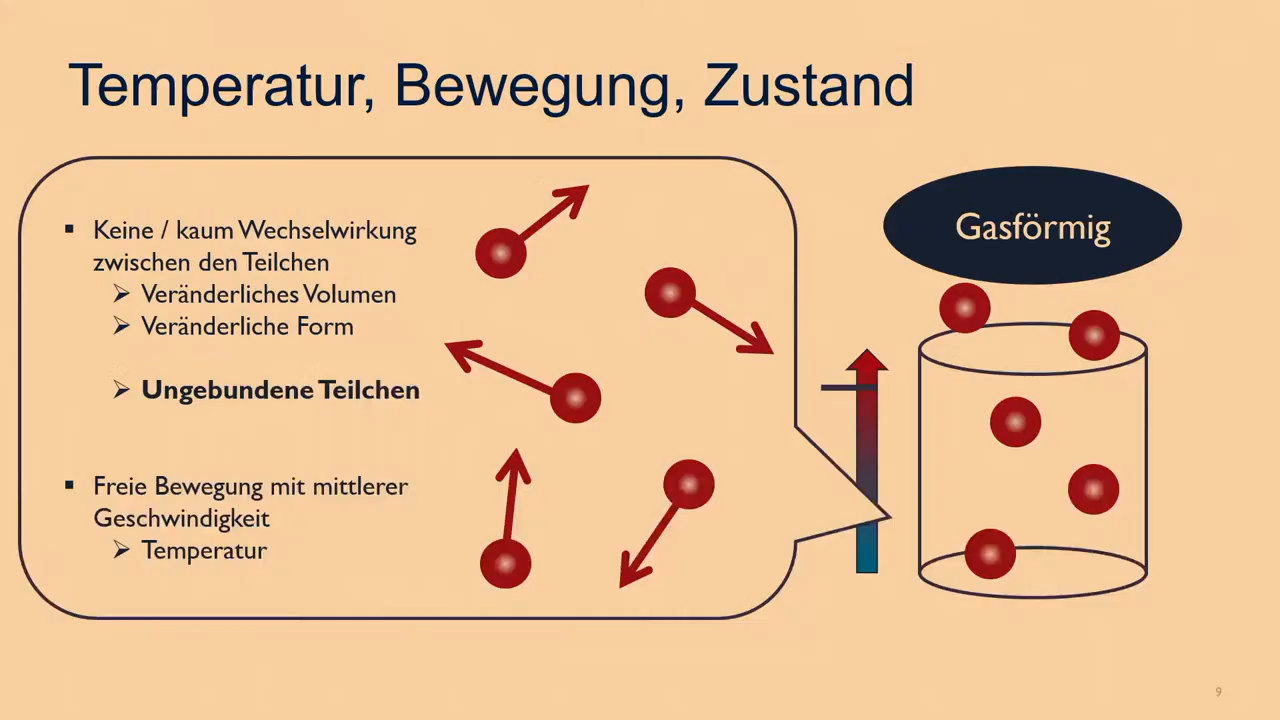 Temperatur, Bewegung, Zustand
▪ Keine / kaum Wechselwirkung
zwischen den Teilchen
➢ Veränderliches Volumen
➢ Veränderliche Form
➢ Ungebundene Teilchen
▪ Freie Bewegung mit mittlerer
Geschwindigkeit
➢ Temperatur
Gasförmig
9